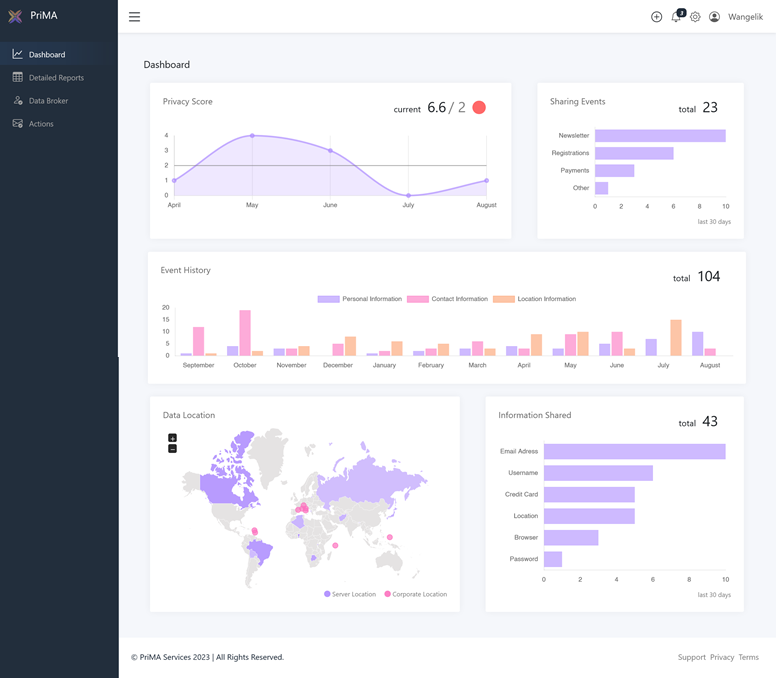 PriMA
3
Wangelik
Dashboard
Detailed Reports
Data Broker
Actions
Dashboard
Privacy Score
current 6.6 / 2
4
3
2
1
0
April May June July August
Sharing Events
total 23
Newsletter
Registrations
Payments
Other
0 2 4 6 8 10
last 30 days
Event History
total 104
Personal Information Contact Information Location Information
20
15
10
5
0
September October November December January February March April May June July August
Data Location
+
−
Server Location Corporate Location
Information Shared
total 43
Email Adress
Username
Credit Card
Location
Browser
Password
0 2 4 6 8 10
last 30 days
© PriMA Services 2023 | All Rights Reserved.
Support Privacy Terms